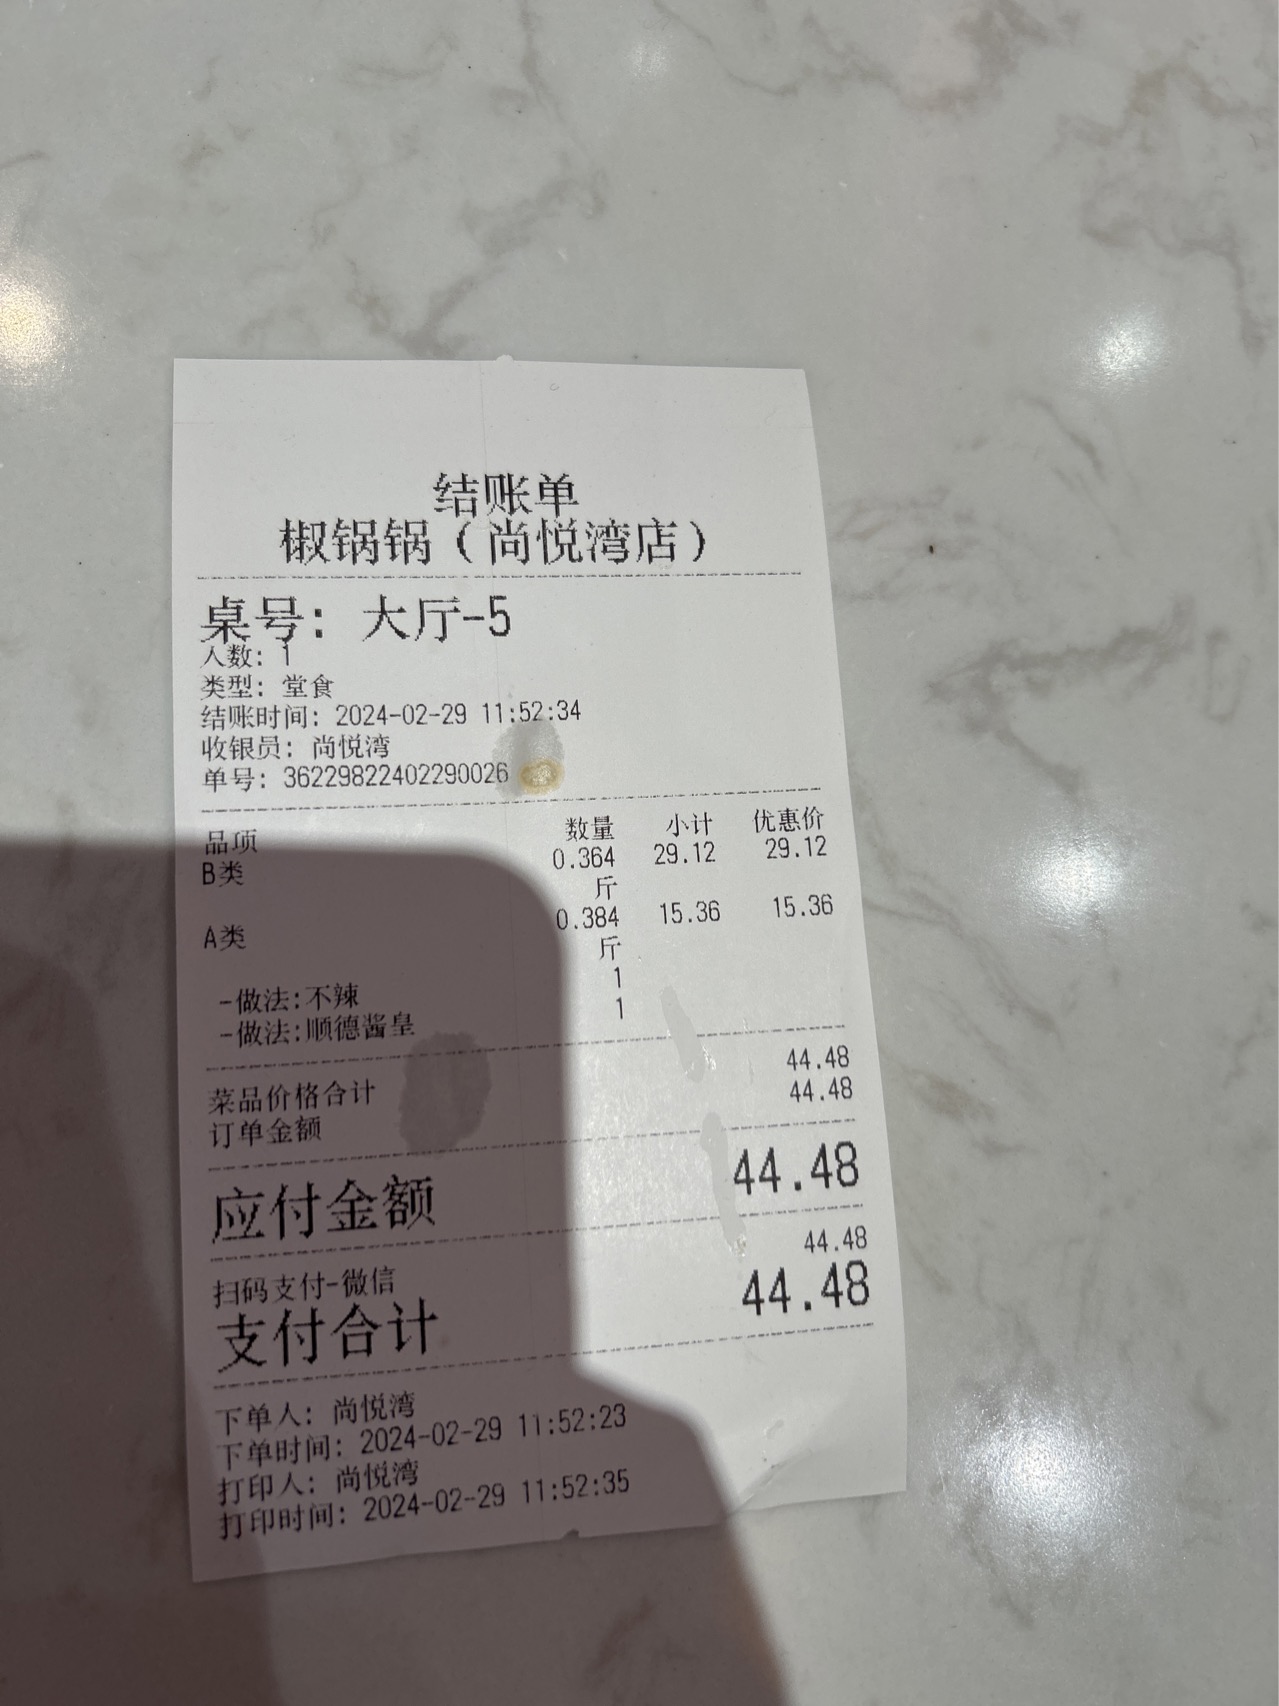 结账单
椒锅锅(尚悦湾店)
桌号: 大厅-5
人数: 1
类型: 堂食
结账时间: 2024-02-29 11:52:34
收银员: 尚悦湾
单号: 36229822402290026
品项 数量 小计 优惠价
B类 0.364 29.12 29.12
斤
A类 0.384 15.36 15.36
斤
-做法:不辣 1
-做法:顺德酱皇 1
菜品价格合计 44.48
订单金额 44.48
应付金额 44.48
扫码支付-微信 44.48
支付合计 44.48
下单人: 尚悦湾
下单时间: 2024-02-29 11:52:23
打印人: 尚悦湾
打印时间: 2024-02-29 11:52:35